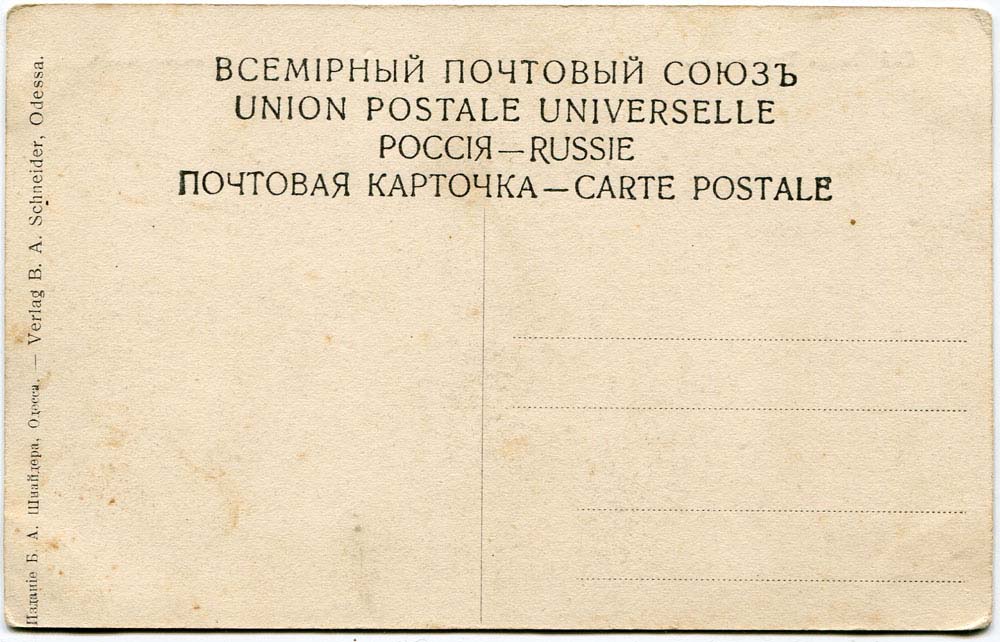 ВСЕМІРНЫЙ ПОЧТОВЫЙ СОЮЗЪ
UNION POSTALE UNIVERSELLE
РОССІЯ — RUSSIE
ПОЧТОВАЯ КАРТОЧКА — CARTE POSTALE
Изданіе Б. А. Шнайдера, Одесса. — Verlag B. A. Schneider, Odessa.